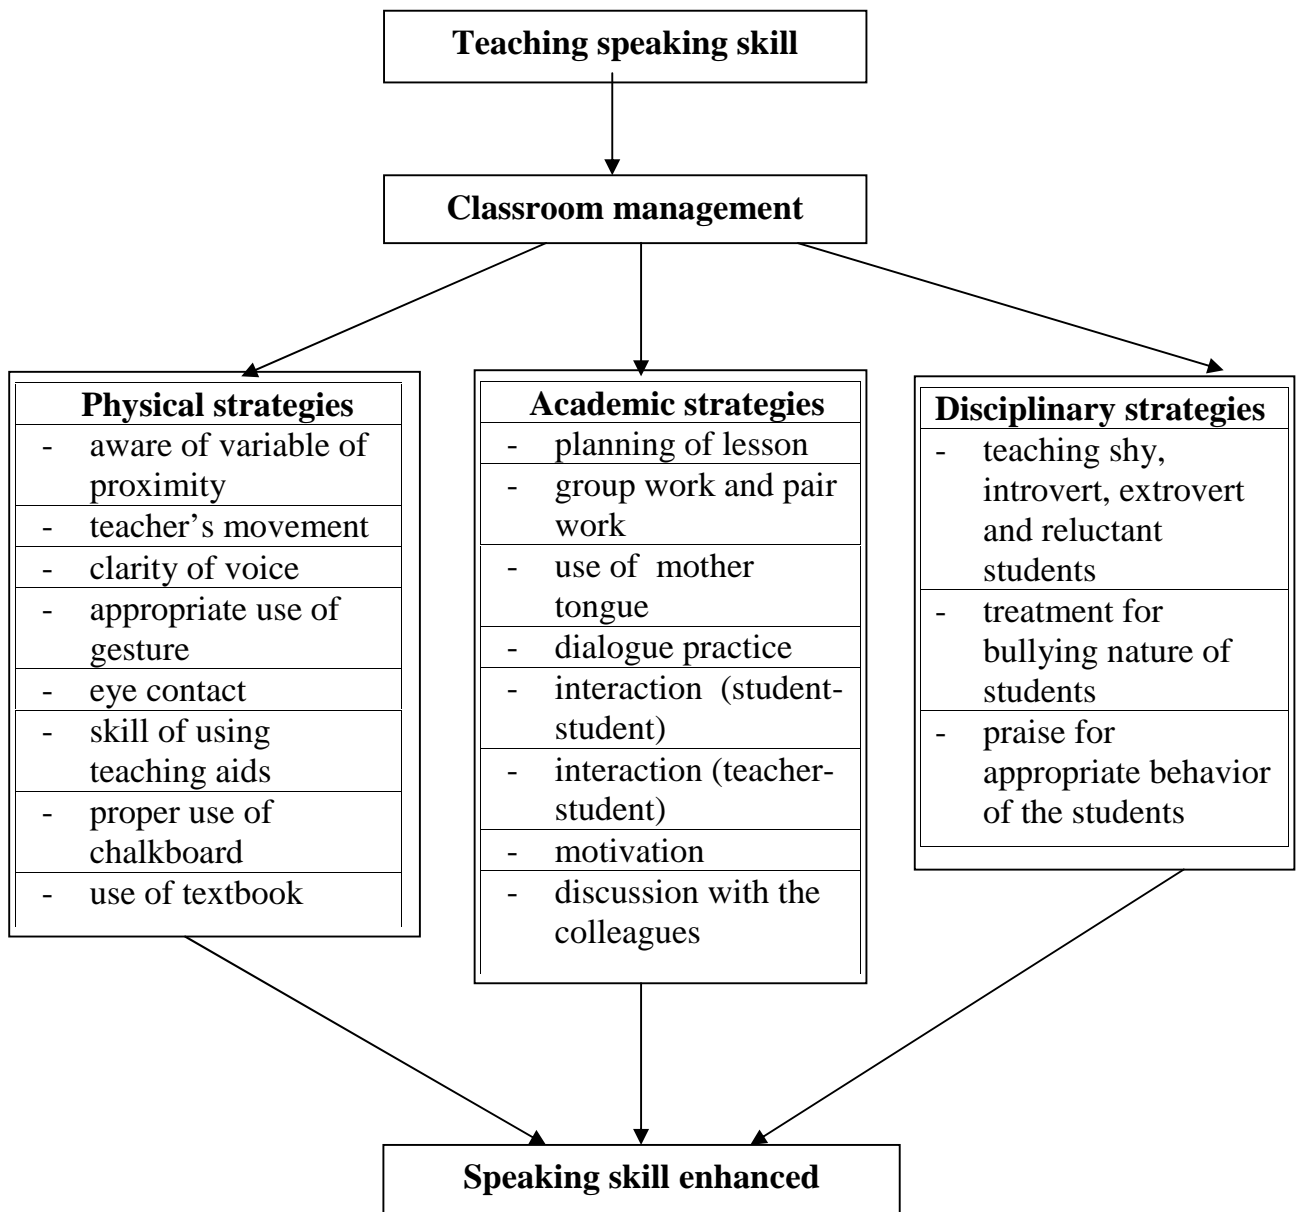 Teaching speaking skill
Classroom management
Physical strategies
- aware of variable of
proximity
- teacher’s movement
- clarity of voice
- appropriate use of
gesture
- eye contact
- skill of using
teaching aids
- proper use of
chalkboard
- use of textbook
Academic strategies
- planning of lesson
- group work and pair
work
- use of mother
tongue
- dialogue practice
- interaction (student-
student)
- interaction (teacher-
student)
- motivation
- discussion with the
colleagues
Disciplinary strategies
- teaching shy,
introvert, extrovert
and reluctant
students
- treatment for
bullying nature of
students
- praise for
appropriate behavior
of the students
Speaking skill enhanced